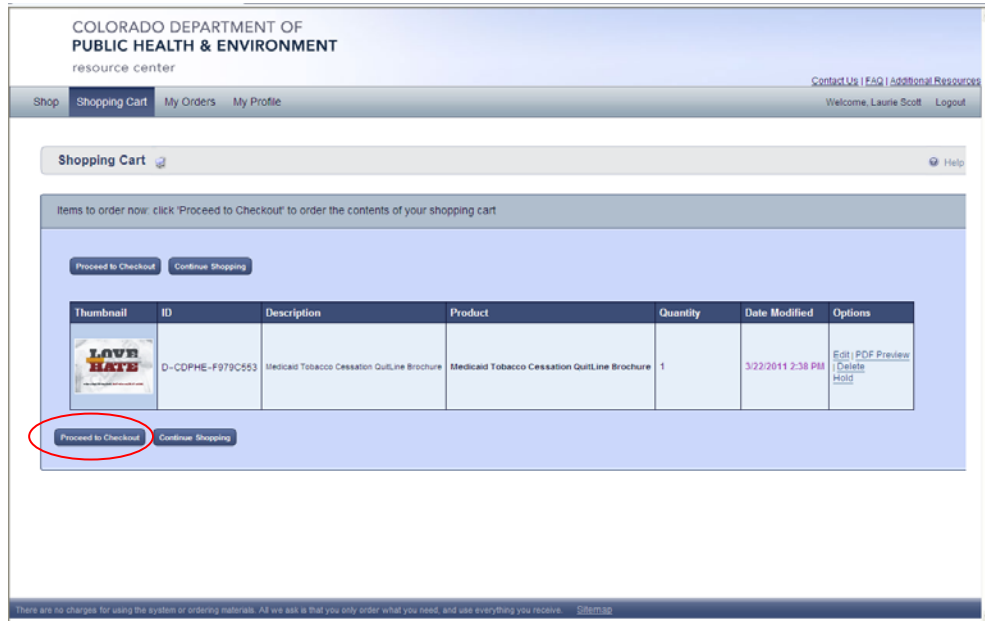 COLORADO DEPARTMENT OF
PUBLIC HEALTH & ENVIRONMENT
resource center
Contact Us | FAQ | Additional Resources
Shop Shopping Cart My Orders My Profile Welcome, Laurie Scott Logout
Shopping Cart Help
Items to order now: click 'Proceed to Checkout' to order the contents of your shopping cart
Proceed to Checkout Continue Shopping
Thumbnail ID Description Product Quantity Date Modified Options
LOVE
HATE
D-CDPHE-F979C553 Medicaid Tobacco Cessation QuitLine Brochure Medicaid Tobacco Cessation QuitLine Brochure 1 3/22/2011 2:38 PM Edit | PDF Preview
| Delete
Hold
Proceed to Checkout Continue Shopping
There are no charges for using the system or ordering materials. All we ask is that you only order what you need, and use everything you receive. Sitemap